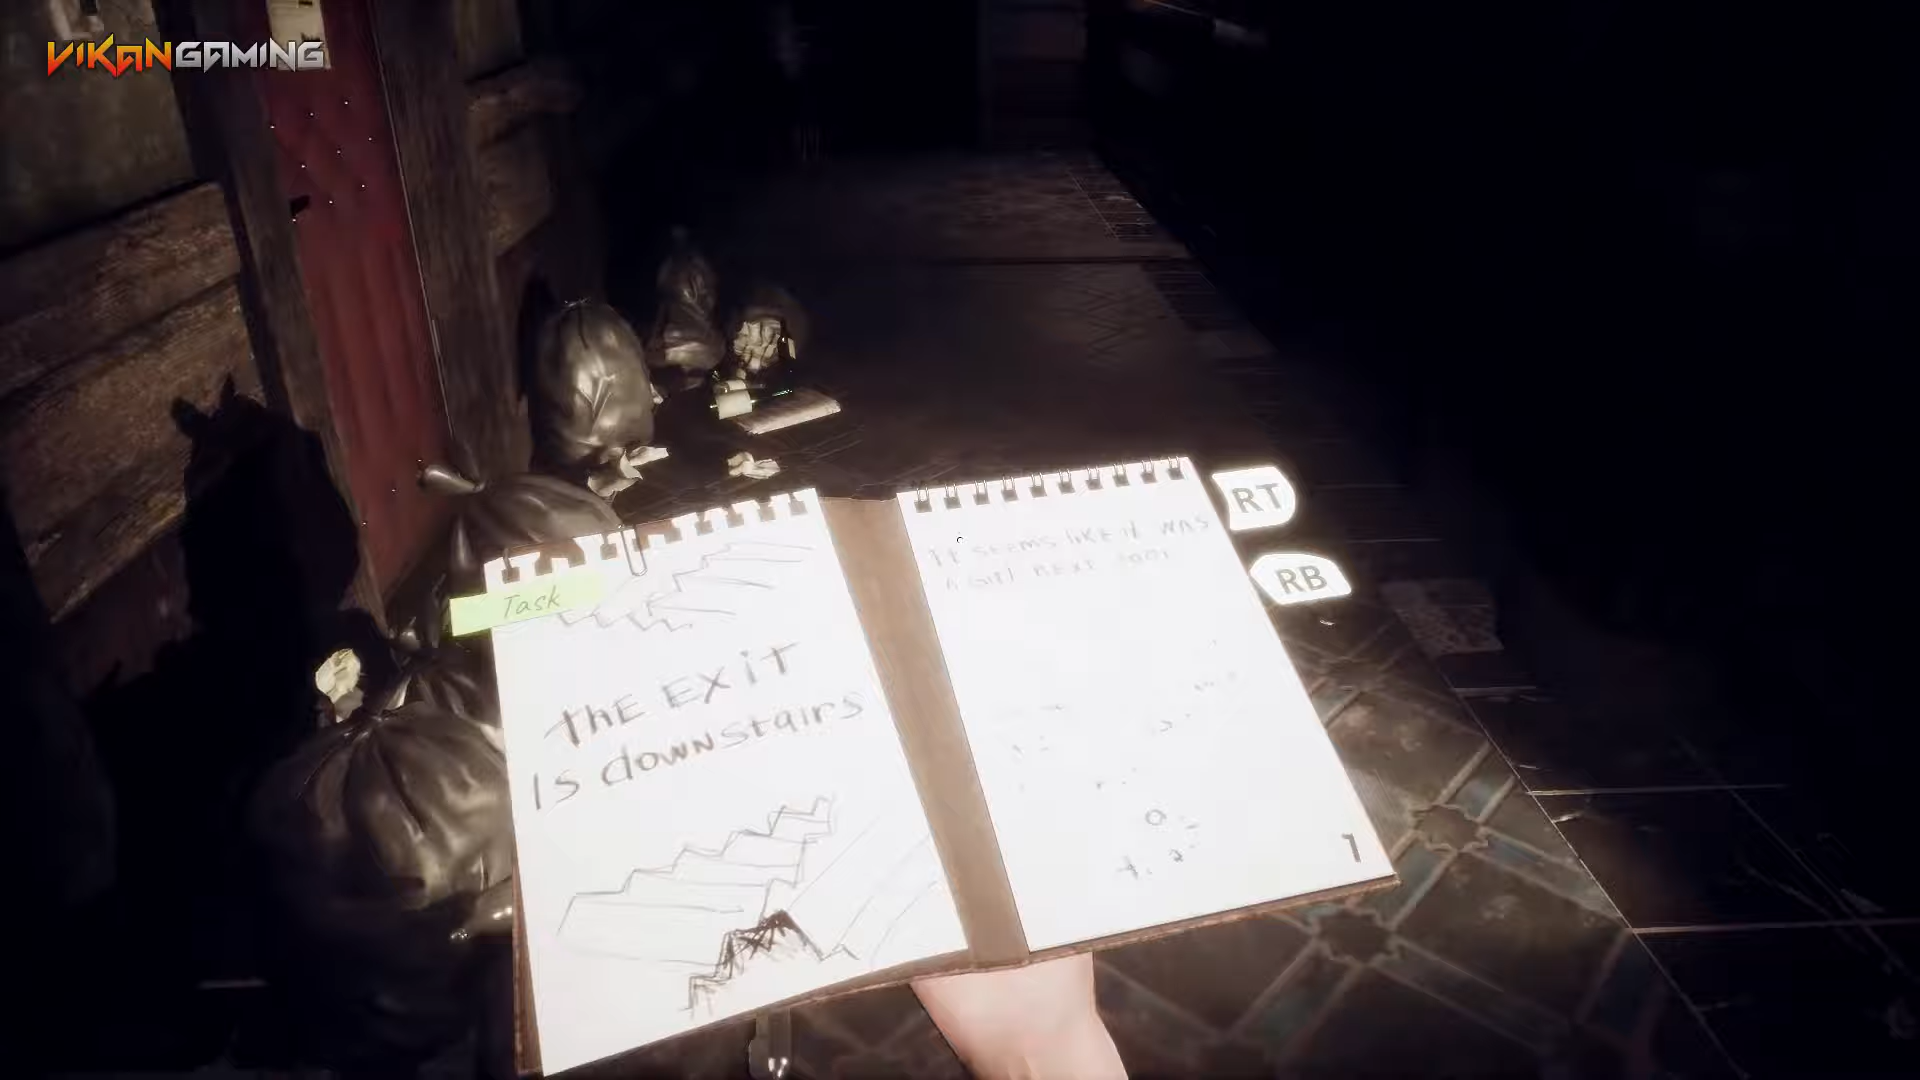 VIKANGAMING
Task
thE EXiT
IS downstairs
It SEEMS LIKE it WAS
A GIRl NEXT DOOR
RT
RB
1